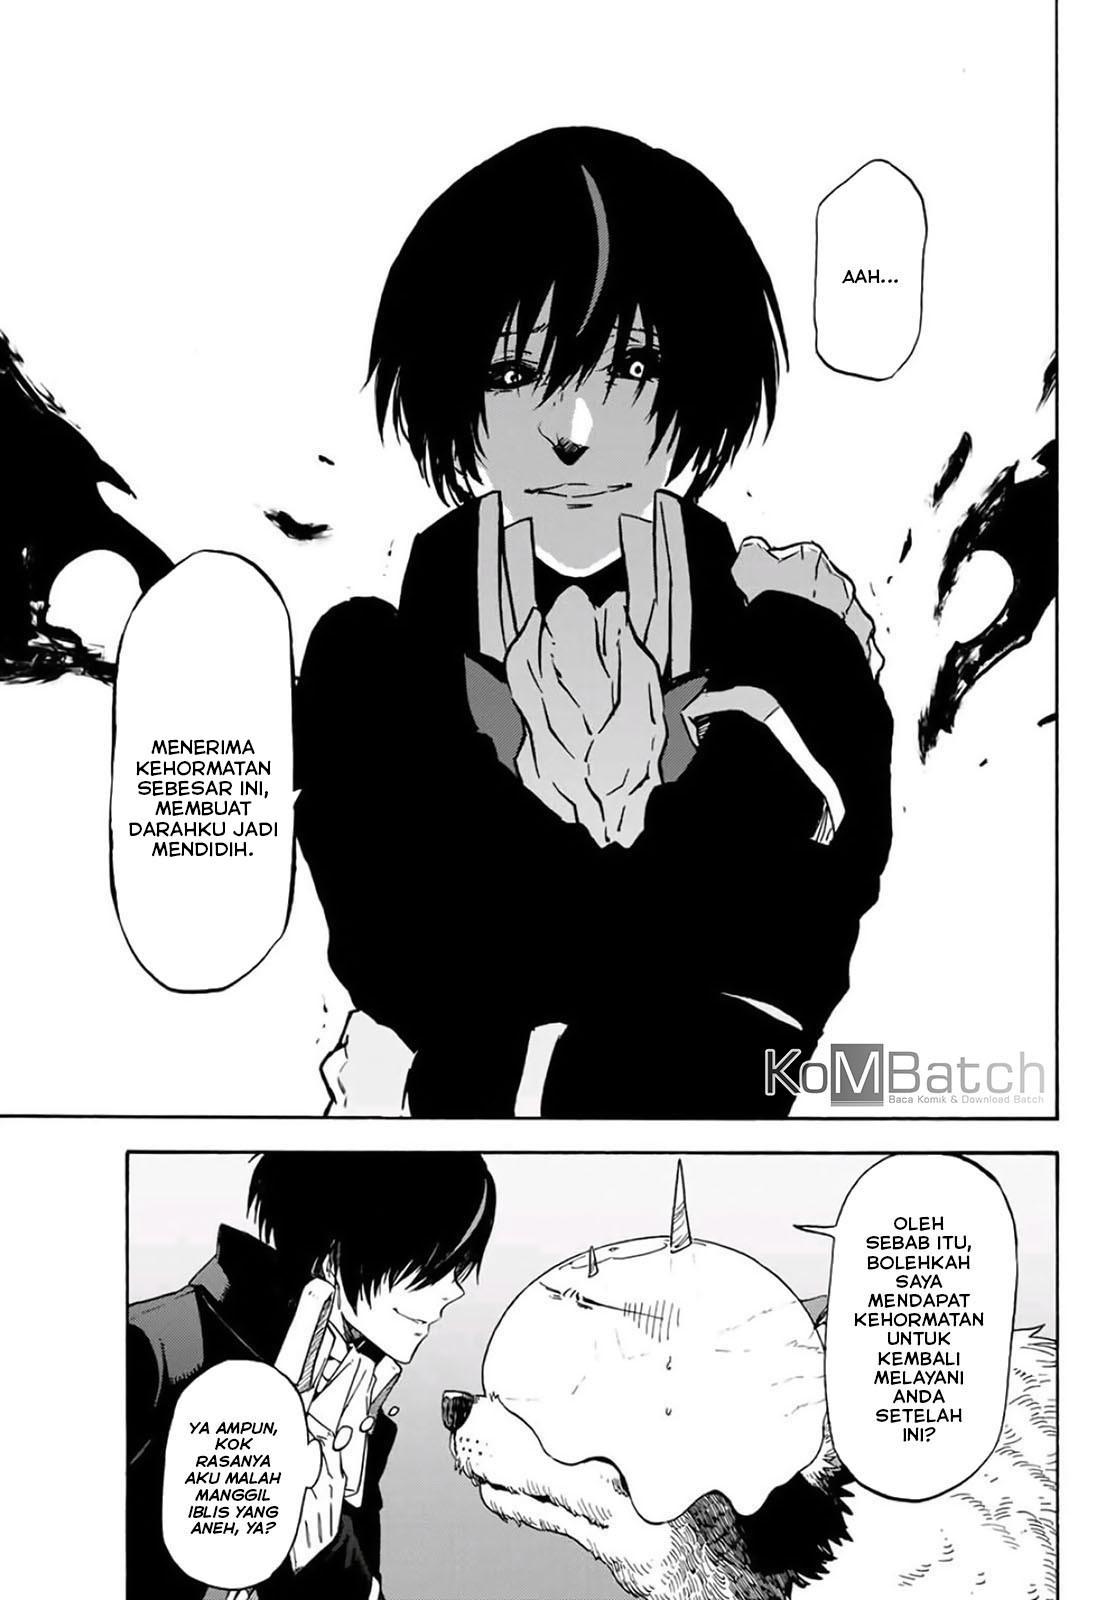 AAH...
MENERIMA
KEHORMATAN
SEBESAR INI,
MEMBUAT
DARAHKU JADI
MENDIDIH.
KoMBatch
Baca Komik & Download Batch
OLEH
SEBAB ITU,
BOLEHKAH
SAYA
MENDAPAT
KEHORMATAN
UNTUK
KEMBALI
MELAYANI
ANDA
SETELAH
INI?
YA AMPUN,
KOK
RASANYA
AKU MALAH
MANGGIL
IBLIS YANG
ANEH, YA?